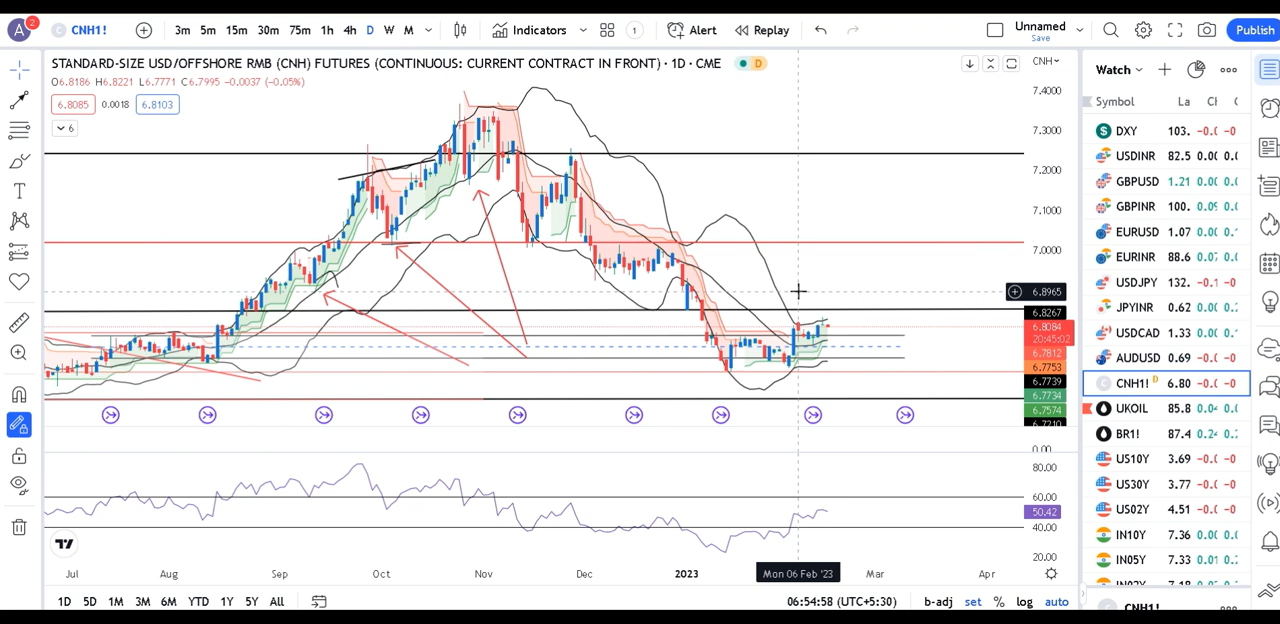 A 2 CNH1! 3m 5m 15m 30m 75m 1h 4h D W M Indicators 1 Alert Replay Unnamed Save Publish
STANDARD-SIZE USD/OFFSHORE RMB (CNH) FUTURES (CONTINUOUS: CURRENT CONTRACT IN FRONT) · 1D · CME D
CNH
O6.8186 H6.8221 L6.7771 C6.7995 -0.0037 (-0.05%)
6.8085 0.0018 6.8103
6
7.4000
7.3000
7.2000
7.1000
7.0000
6.8965
6.8267
6.8084
20:45:02
6.7812
6.7753
6.7739
6.7734
6.7574
6.7210
0.00
80.00
60.00
50.42
40.00
20.00
Jul Aug Sep Oct Nov Dec 2023 Mon 06 Feb '23 Mar Apr
1D 5D 1M 3M 6M YTD 1Y 5Y All 06:54:58 (UTC+5:30) b-adj set % log auto
Watch
Symbol La
DXY 103.
USDINR 82.5
GBPUSD 1.21
GBPINR 100.
EURUSD 1.07
EURINR 88.6
USDJPY 132.
JPYINR 0.62
USDCAD 1.33
AUDUSD 0.69
CNH1! D 6.80
UKOIL 85.8
BR1! 87.4
US10Y 3.69
US30Y 3.77
US02Y 4.51
IN10Y 7.36
IN05Y 7.33
CNH1!